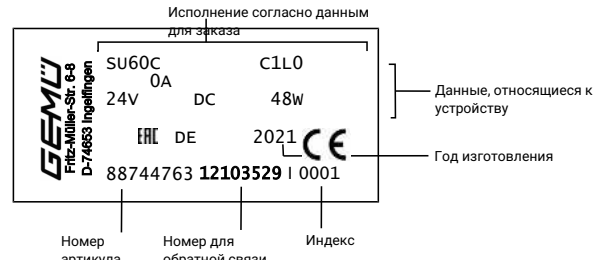 Исполнение согласно данным
для заказа
GEMÜ
Fritz-Müller-Str. 6-8
D-74653 Ingelfingen
SU60C C1L0
0A
24V DC 48W
Данные, относящиеся к
устройству
EAC DE 2021 CE
Год изготовления
88744763 12103529 I 0001
Номер Номер для Индекс
артикула обратной связи